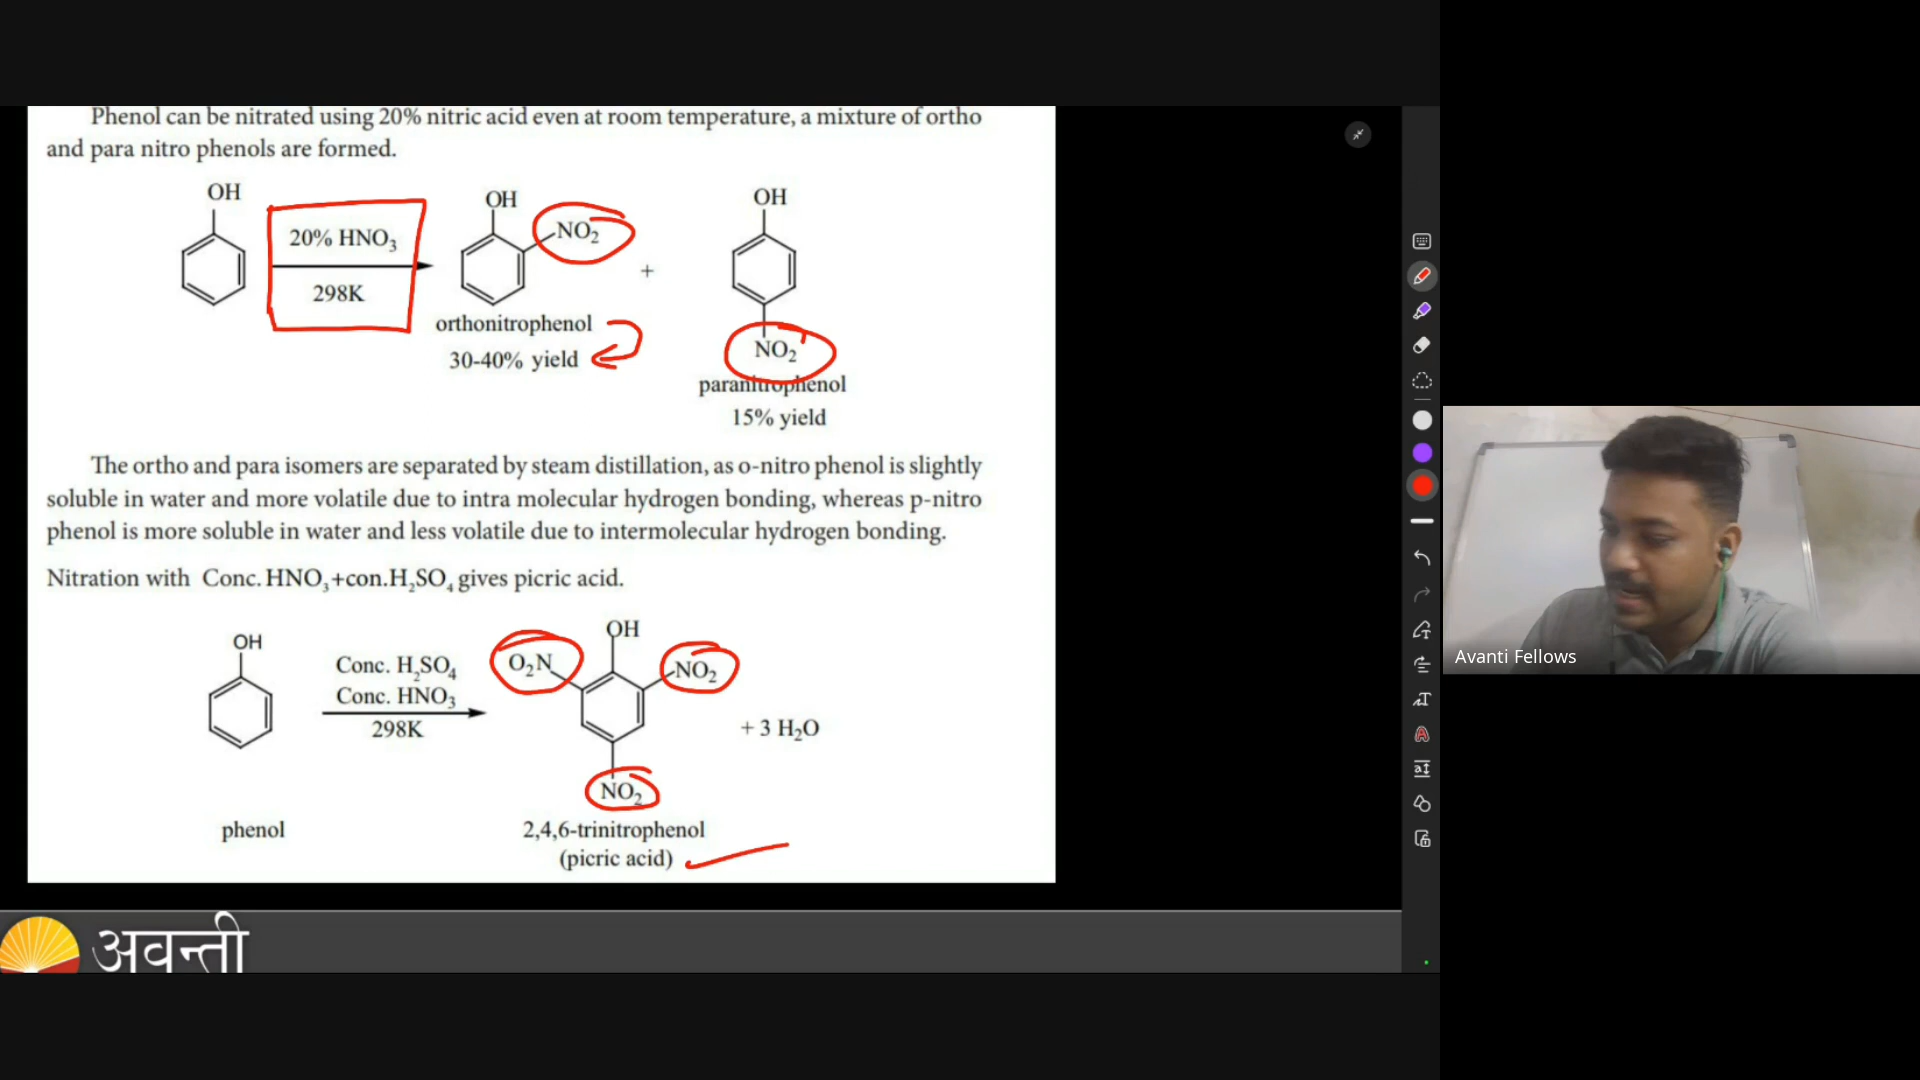 Phenol can be nitrated using 20% nitric acid even at room temperature, a mixture of ortho
and para nitro phenols are formed.
OH
20% HNO₃
298K
OH
NO₂
orthonitrophenol
30-40% yield
+
OH
NO₂
paranitrophenol
15% yield
The ortho and para isomers are separated by steam distillation, as o-nitro phenol is slightly
soluble in water and more volatile due to intra molecular hydrogen bonding, whereas p-nitro
phenol is more soluble in water and less volatile due to intermolecular hydrogen bonding.
Nitration with Conc. HNO₃+con.H₂SO₄ gives picric acid.
OH
phenol
Conc. H₂SO₄
Conc. HNO₃
298K
OH
O₂N
NO₂
NO₂
2,4,6-trinitrophenol
(picric acid)
+ 3 H₂O
अवन्ती
Avanti Fellows